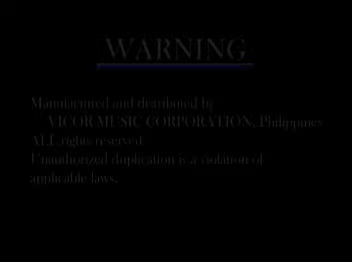 WARNING
Manufactured and distributed by
VICOR MUSIC CORPORATION, Philippines
ALL rights reserved
Unauthorized duplication is a violation of
applicable laws.